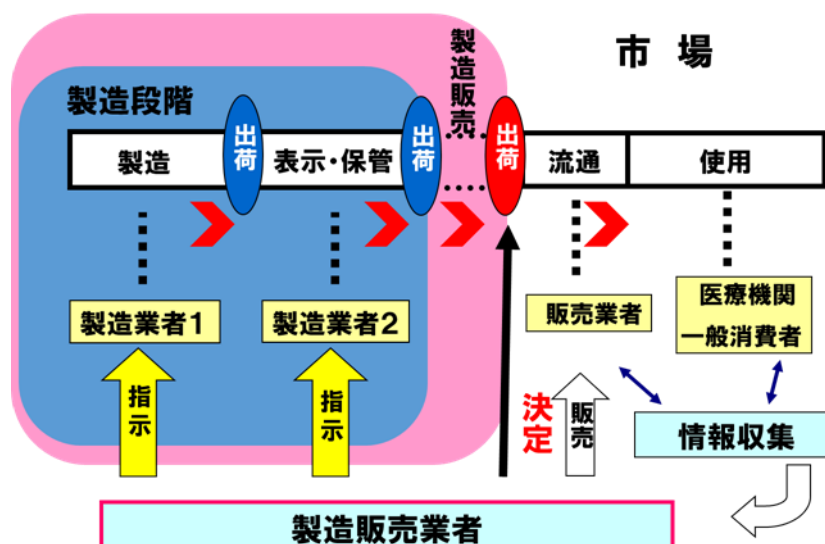 市 場
製造販売
製造段階
製造
出荷
表示・保管
出荷
出荷
流通
使用
製造業者1
製造業者2
販売業者
医療機関
一般消費者
指示
指示
決定
販売
情報収集
製造販売業者